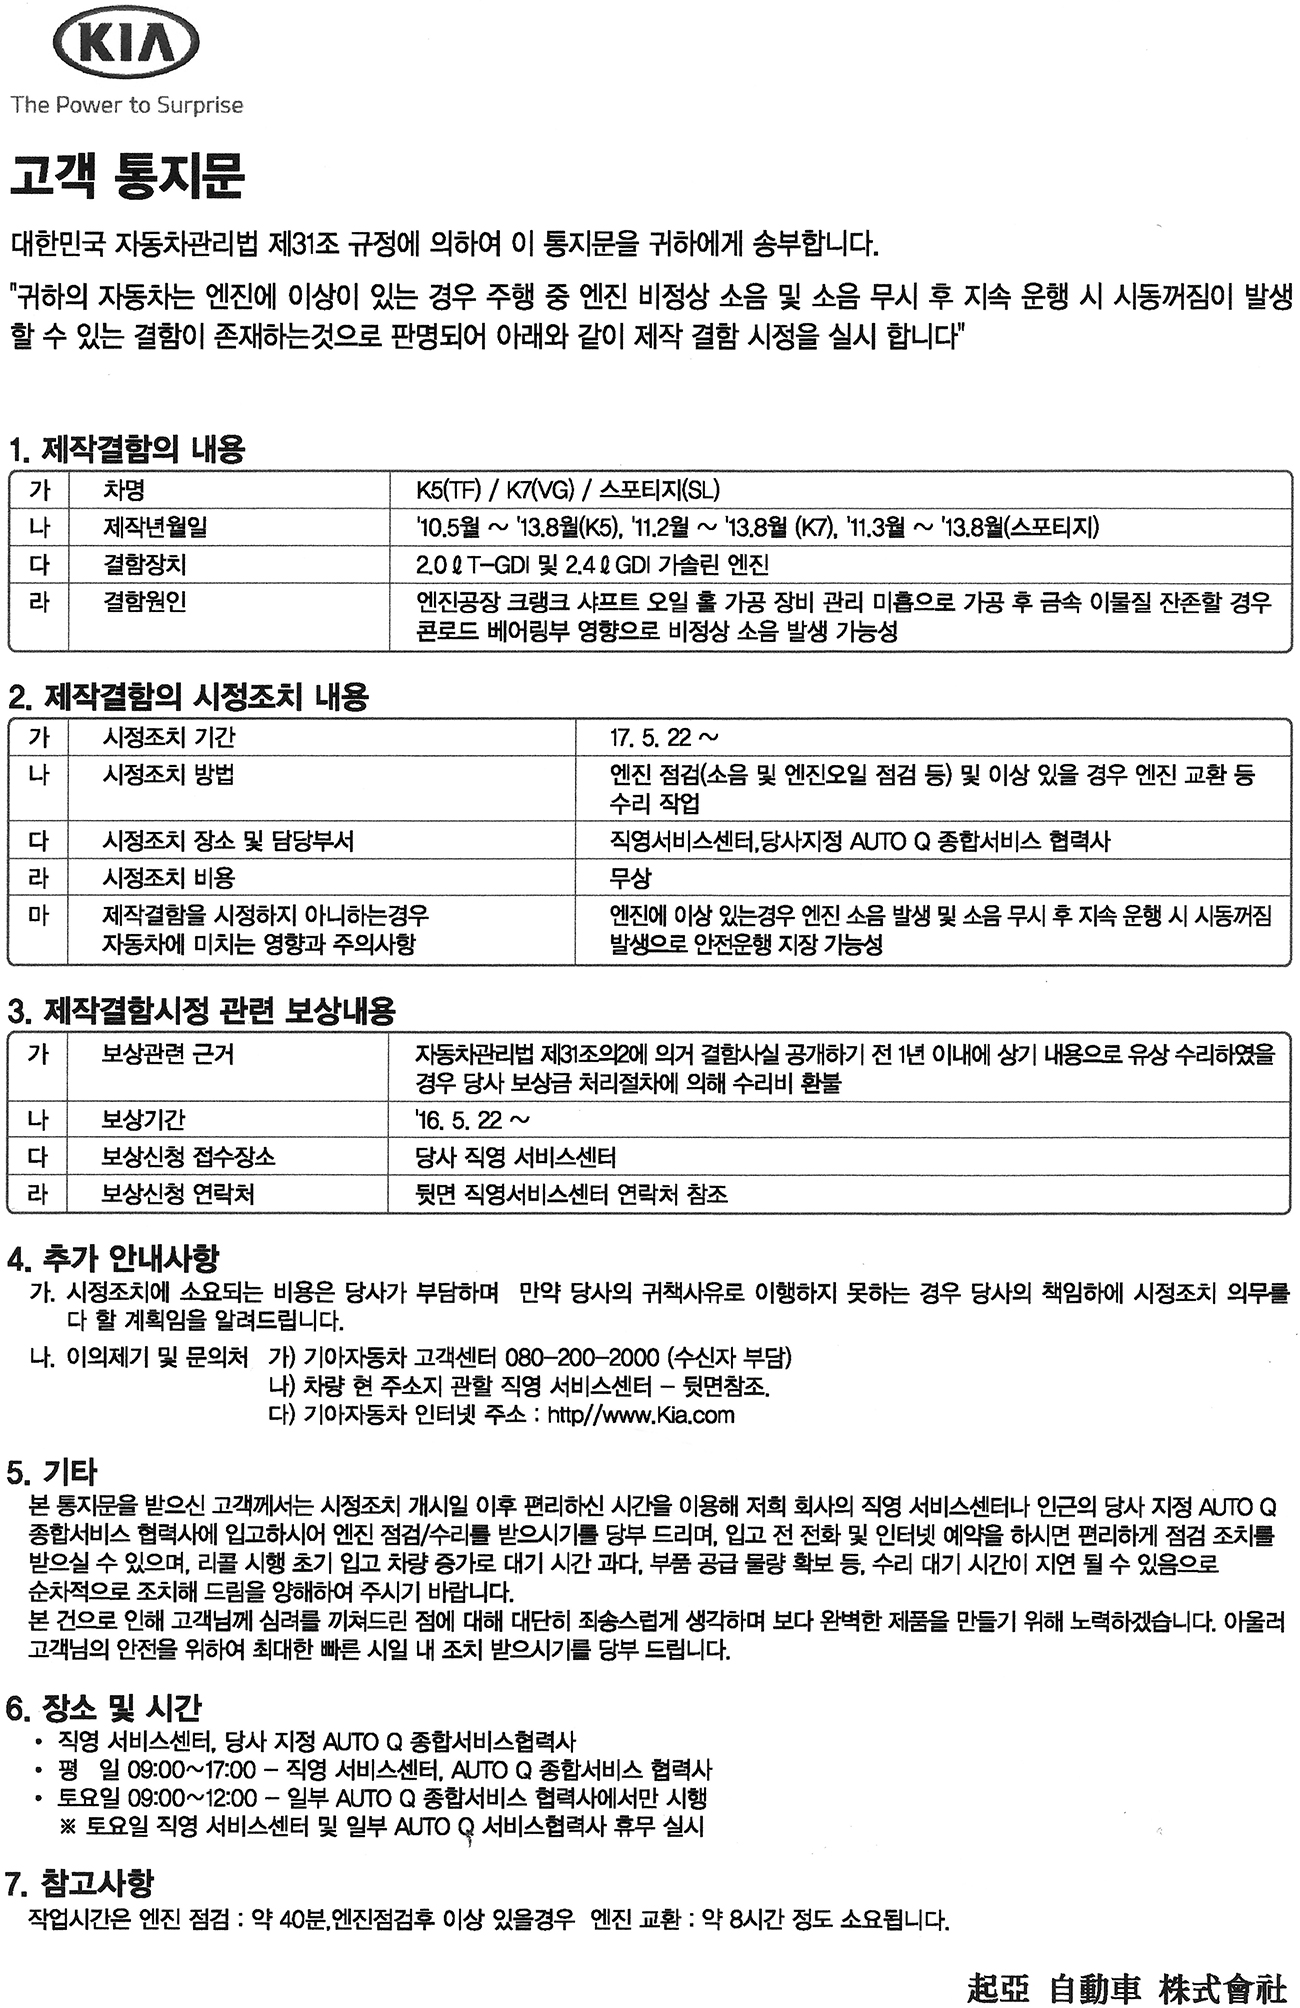 KIA
The Power to Surprise
고객 통지문
대한민국 자동차관리법 제31조 규정에 의하여 이 통지문을 귀하에게 송부합니다.
"귀하의 자동차는 엔진에 이상이 있는 경우 주행 중 엔진 비정상 소음 및 소음 무시 후 지속 운행 시 시동꺼짐이 발생
할 수 있는 결함이 존재하는것으로 판명되어 아래와 같이 제작 결함 시정을 실시 합니다"
1. 제작결함의 내용
가 차명 K5(TF) / K7(VG) / 스포티지(SL)
나 제작년월일 '10.5월 ～ '13.8월(K5), '11.2월 ～ '13.8월 (K7), '11.3월 ～ '13.8월(스포티지)
다 결함장치 2.0ℓT-GDI 및 2.4ℓGDI 가솔린 엔진
라 결함원인 엔진공장 크랭크 샤프트 오일 홀 가공 장비 관리 미흡으로 가공 후 금속 이물질 잔존할 경우
콘로드 베어링부 영향으로 비정상 소음 발생 가능성
2. 제작결함의 시정조치 내용
가 시정조치 기간 17. 5. 22 ～
나 시정조치 방법 엔진 점검(소음 및 엔진오일 점검 등) 및 이상 있을 경우 엔진 교환 등
수리 작업
다 시정조치 장소 및 담당부서 직영서비스센터,당사지정 AUTO Q 종합서비스 협력사
라 시정조치 비용 무상
마 제작결함을 시정하지 아니하는경우 엔진에 이상 있는경우 엔진 소음 발생 및 소음 무시 후 지속 운행 시 시동꺼짐
자동차에 미치는 영향과 주의사항 발생으로 안전운행 지장 가능성
3. 제작결함시정 관련 보상내용
가 보상관련 근거 자동차관리법 제31조의2에 의거 결함사실 공개하기 전 1년 이내에 상기 내용으로 유상 수리하였을
경우 당사 보상금 처리절차에 의해 수리비 환불
나 보상기간 '16. 5. 22 ～
다 보상신청 접수장소 당사 직영 서비스센터
라 보상신청 연락처 뒷면 직영서비스센터 연락처 참조
4. 추가 안내사항
가. 시정조치에 소요되는 비용은 당사가 부담하며 만약 당사의 귀책사유로 이행하지 못하는 경우 당사의 책임하에 시정조치 의무를
다 할 계획임을 알려드립니다.
나. 이의제기 및 문의처 가) 기아자동차 고객센터 080-200-2000 (수신자 부담)
나) 차량 현 주소지 관할 직영 서비스센터 - 뒷면참조.
다) 기아자동차 인터넷 주소 : http//www.Kia.com
5. 기타
본 통지문을 받으신 고객께서는 시정조치 개시일 이후 편리하신 시간을 이용해 저희 회사의 직영 서비스센터나 인근의 당사 지정 AUTO Q
종합서비스 협력사에 입고하시어 엔진 점검/수리를 받으시기를 당부 드리며, 입고 전 전화 및 인터넷 예약을 하시면 편리하게 점검 조치를
받으실 수 있으며, 리콜 시행 초기 입고 차량 증가로 대기 시간 과다, 부품 공급 물량 확보 등, 수리 대기 시간이 지연 될 수 있음으로
순차적으로 조치해 드림을 양해하여 주시기 바랍니다.
본 건으로 인해 고객님께 심려를 끼쳐드린 점에 대해 대단히 죄송스럽게 생각하며 보다 완벽한 제품을 만들기 위해 노력하겠습니다. 아울러
고객님의 안전을 위하여 최대한 빠른 시일 내 조치 받으시기를 당부 드립니다.
6. 장소 및 시간
• 직영 서비스센터, 당사 지정 AUTO Q 종합서비스협력사
• 평 일 09:00~17:00 - 직영 서비스센터, AUTO Q 종합서비스 협력사
• 토요일 09:00~12:00 - 일부 AUTO Q 종합서비스 협력사에서만 시행
※ 토요일 직영 서비스센터 및 일부 AUTO Q 서비스협력사 휴무 실시
7. 참고사항
작업시간은 엔진 점검 : 약 40분,엔진점검후 이상 있을경우 엔진 교환 : 약 8시간 정도 소요됩니다.
起亞 自動車 株式會社